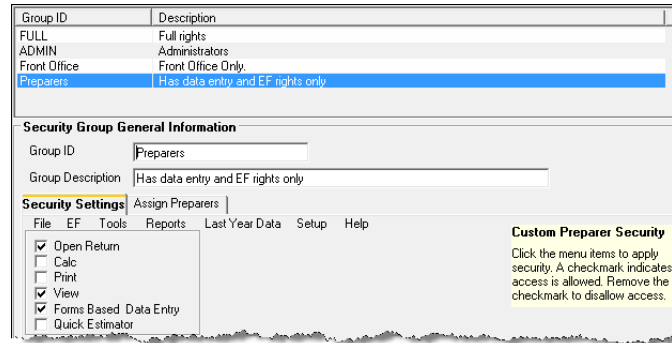 Group ID Description
FULL Full rights
ADMIN Administrators
Front Office Front Office Only.
Preparers Has data entry and EF rights only
Security Group General Information
Group ID Preparers
Group Description Has data entry and EF rights only
Security Settings Assign Preparers
File EF Tools Reports Last Year Data Setup Help
Open Return
Calc
Print
View
Forms Based Data Entry
Quick Estimator
Custom Preparer Security
Click the menu items to apply
security. A checkmark indicates
access is allowed. Remove the
checkmark to disallow access.